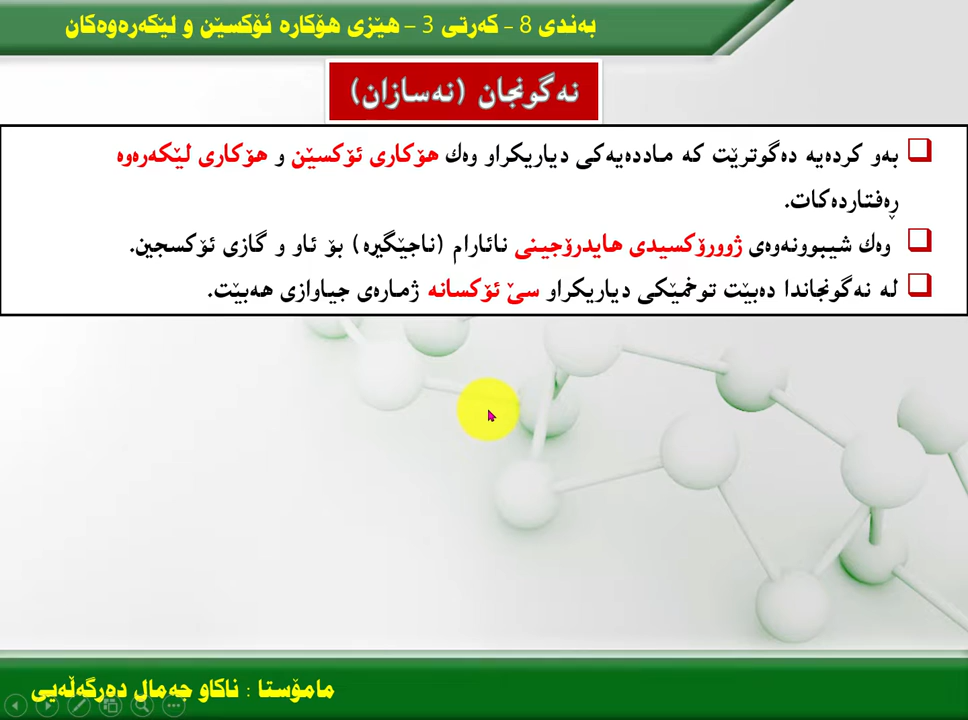 بەندی 8 - کەرتی 3 – هێزی هۆکارە ئۆکسێن و لێکەرەوەکان
نەگونجان (نەسازان)
بەو کردەیە دەگوترێت کە ماددەیەکی دیاریکراو وەك هۆکاری ئۆکسێن و هۆکاری لێکەرەوە
ڕەفتاردەکات.
وەك شیبوونەوەی ژوورۆکسیدی هایدرۆجینی نائارام (ناجێگیرە) بۆ ئاو و گازی ئۆکسجین.
لە نەگونجاندا دەبێت توخمێکی دیاریکراو سێ ئۆکسانە ژمارەی جیاوازی هەبێت.
مامۆستا : ناکاو جەمال دەرگەڵەیی